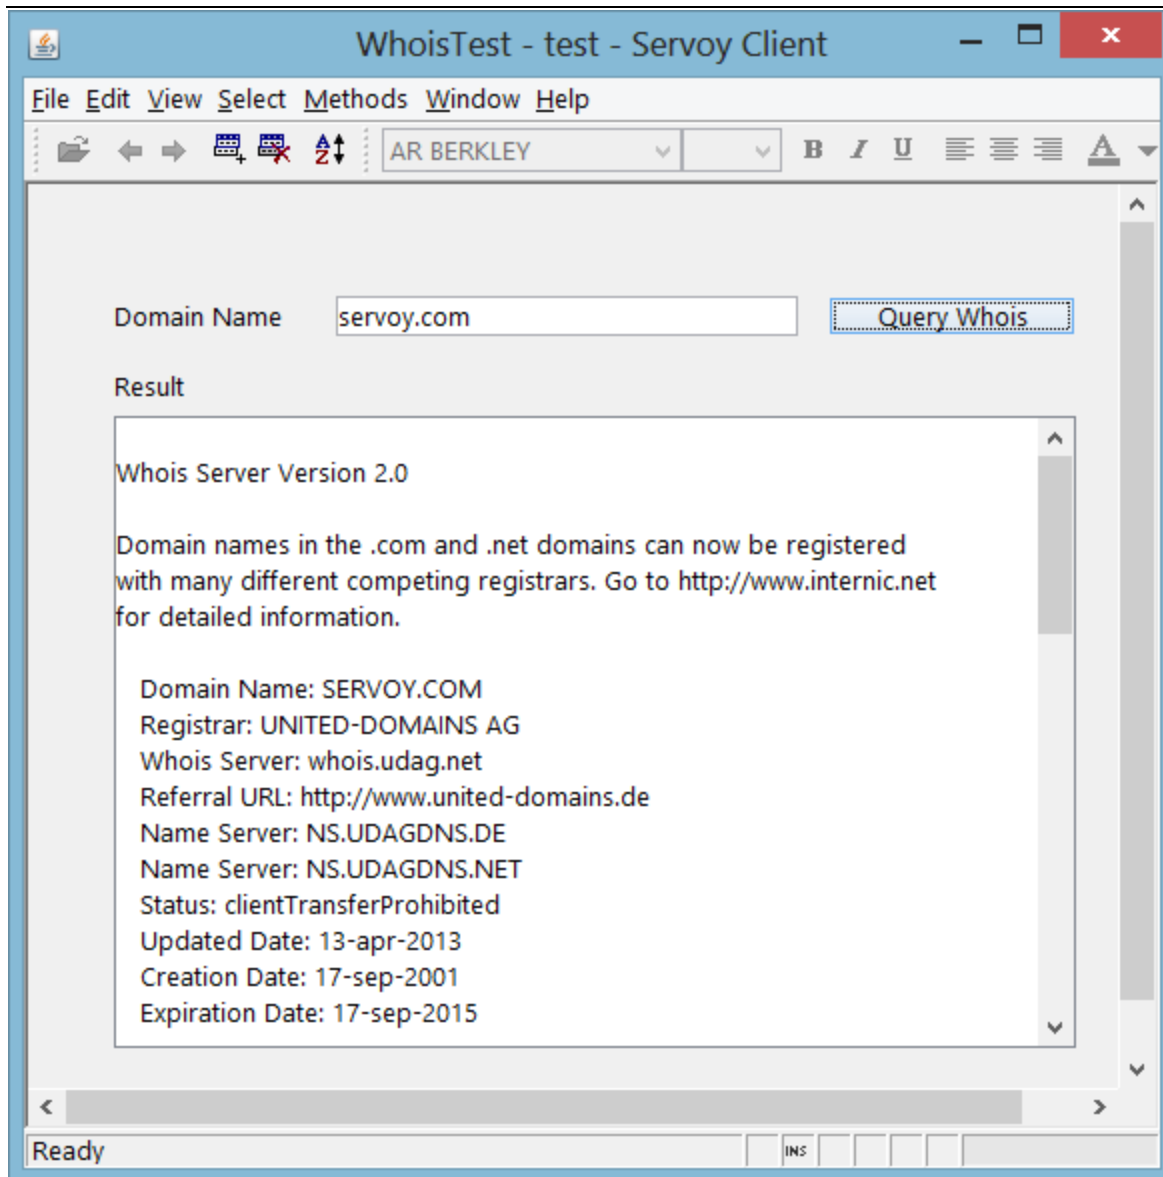 WhoisTest - test - Servoy Client
File Edit View Select Methods Window Help
AR BERKLEY B I U A
Domain Name servoy.com Query Whois
Result
Whois Server Version 2.0
Domain names in the .com and .net domains can now be registered
with many different competing registrars. Go to http://www.internic.net
for detailed information.
Domain Name: SERVOY.COM
Registrar: UNITED-DOMAINS AG
Whois Server: whois.udag.net
Referral URL: http://www.united-domains.de
Name Server: NS.UDAGDNS.DE
Name Server: NS.UDAGDNS.NET
Status: clientTransferProhibited
Updated Date: 13-apr-2013
Creation Date: 17-sep-2001
Expiration Date: 17-sep-2015
Ready INS